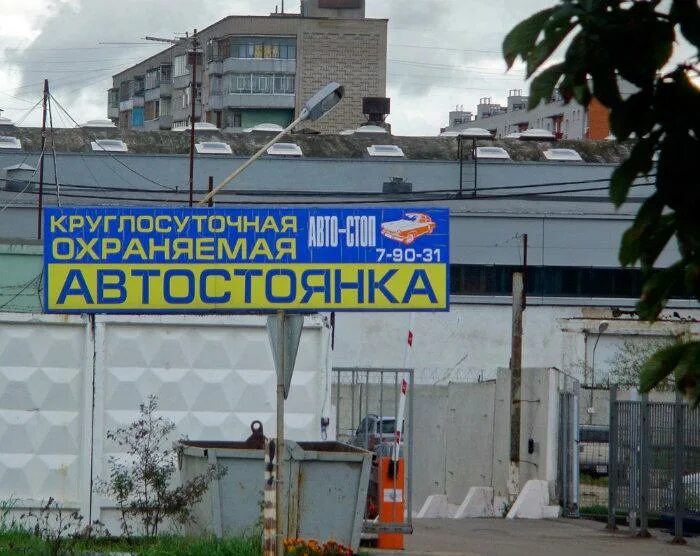 КРУГЛОСУТОЧНАЯ
ОХРАНЯЕМАЯ
АВТО-СТОП
7-90-31
АВТОСТОЯНКА